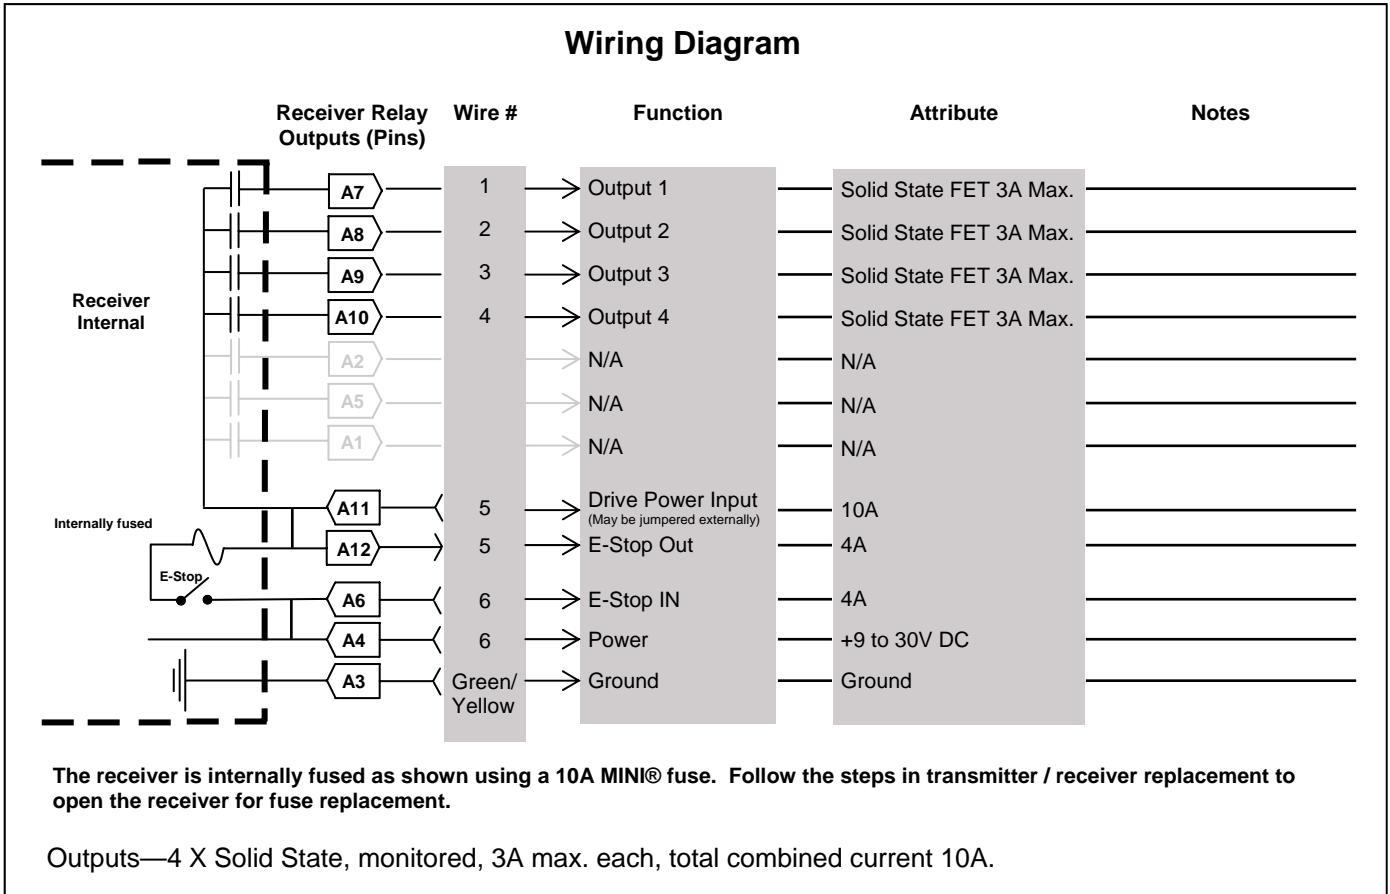 Wiring Diagram
Receiver Relay Outputs (Pins) Wire # Function Attribute Notes
Receiver Internal
A7 1 Output 1 Solid State FET 3A Max.
A8 2 Output 2 Solid State FET 3A Max.
A9 3 Output 3 Solid State FET 3A Max.
A10 4 Output 4 Solid State FET 3A Max.
A2 N/A N/A
A5 N/A N/A
A1 N/A N/A
A11 5 Drive Power Input 10A
(May be jumpered externally)
Internally fused
A12 5 E-Stop Out 4A
E-Stop
A6 6 E-Stop IN 4A
A4 6 Power +9 to 30V DC
A3 Green/ Yellow Ground Ground
The receiver is internally fused as shown using a 10A MINI® fuse. Follow the steps in transmitter / receiver replacement to
open the receiver for fuse replacement.
Outputs—4 X Solid State, monitored, 3A max. each, total combined current 10A.